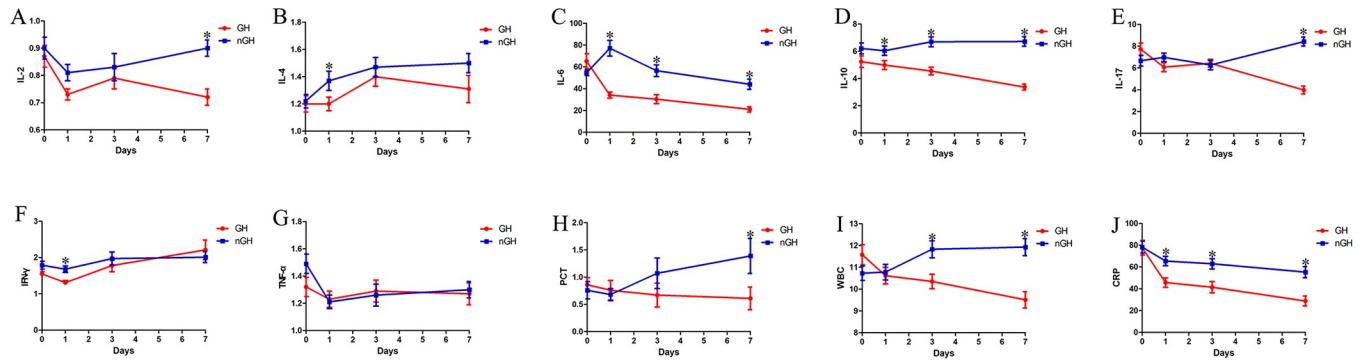 A
1.0
0.9
0.8
0.7
0.6
IL-2
0 1 2 3 4 5 6 7
Days
*
GH
nGH
B
1.8
1.6
1.4
1.2
IL-4
0 1 2 3 4 5 6 7
Days
*
GH
nGH
C
100
80
60
40
20
0
IL-6
0 1 2 3 4 5 6 7
Days
* * *
GH
nGH
D
8
6
4
2
0
IL-10
0 1 2 3 4 5 6 7
Days
* * *
GH
nGH
E
10
8
6
4
2
0
IL-17
0 1 2 3 4 5 6 7
Days
*
GH
nGH
F
3
2
1
0
IFN-γ
0 1 2 3 4 5 6 7
Days
*
GH
nGH
G
1.8
1.6
1.4
1.2
1.0
TNF-α
0 1 2 3 4 5 6 7
Days
GH
nGH
H
2.0
1.5
1.0
0.5
0.0
PCT
0 1 2 3 4 5 6 7
Days
*
GH
nGH
I
13
12
11
10
9
8
WBC
0 1 2 3 4 5 6 7
Days
* *
GH
nGH
J
100
80
60
40
20
0
CRP
0 1 2 3 4 5 6 7
Days
* * *
GH
nGH